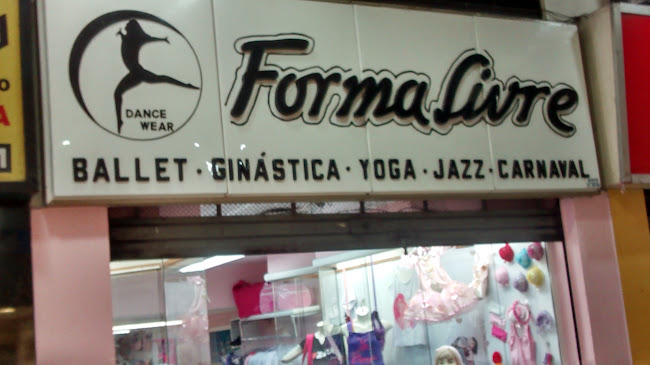 Forma Livre
DANCE
WEAR
BALLET · GINÁSTICA · YOGA · JAZZ · CARNAVAL